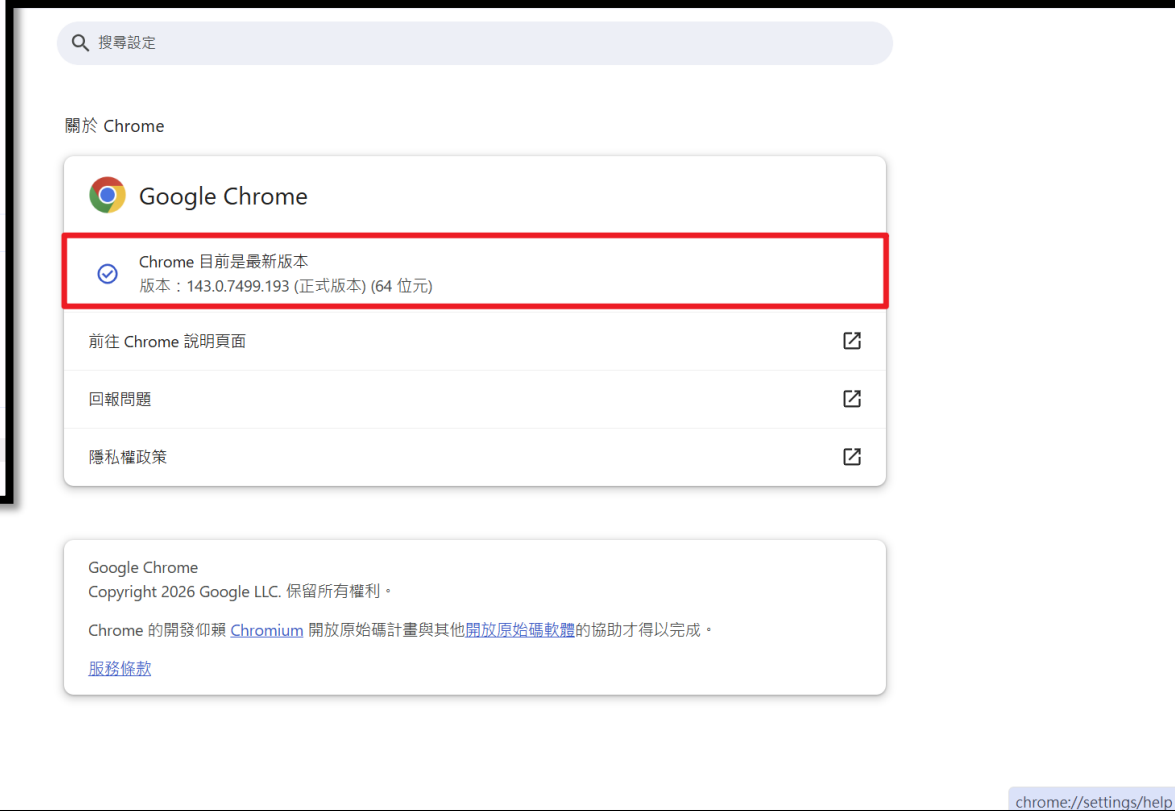 搜尋設定
關於 Chrome
Google Chrome
Chrome 目前是最新版本
版本：143.0.7499.193 (正式版本) (64 位元)
前往 Chrome 說明頁面
回報問題
隱私權政策
Google Chrome
Copyright 2026 Google LLC. 保留所有權利。
Chrome 的開發仰賴 Chromium 開放原始碼計畫與其他開放原始碼軟體的協助才得以完成。
服務條款
chrome://settings/help